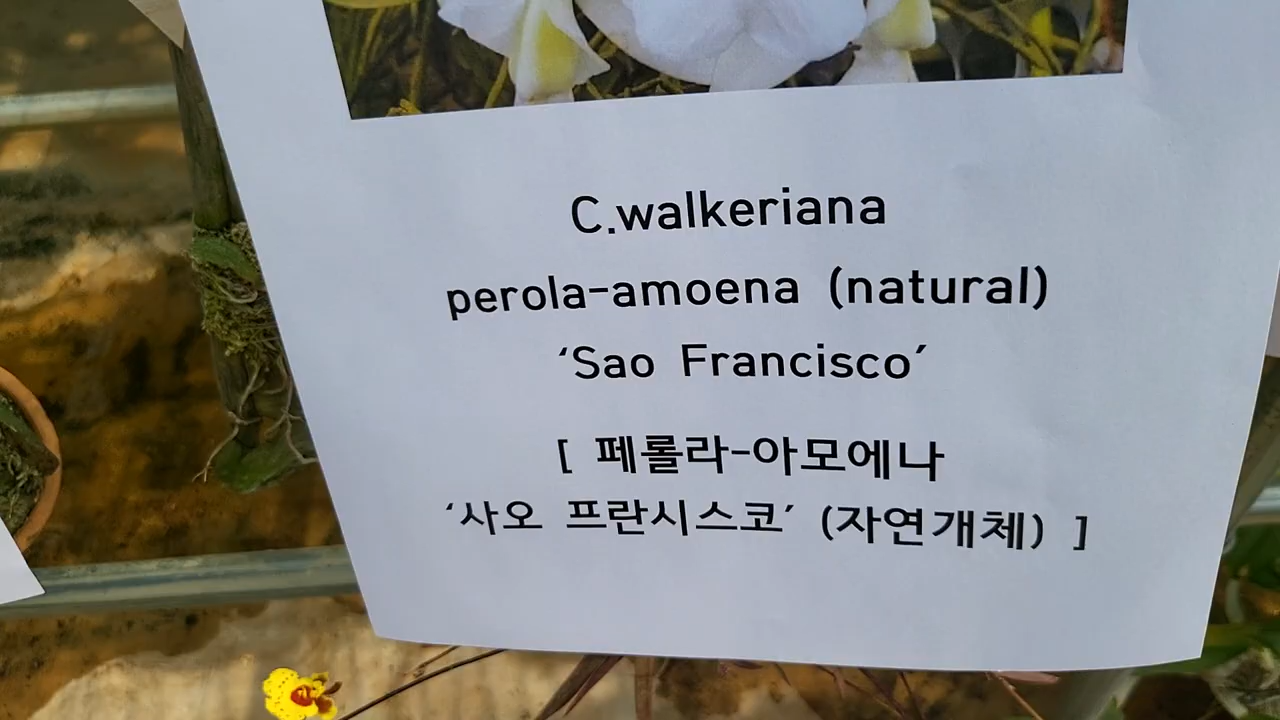 C.walkeriana
perola-amoena (natural)
‘Sao Francisco’
[ 페롤라-아모에나
‘사오 프란시스코’ (자연개체) ]